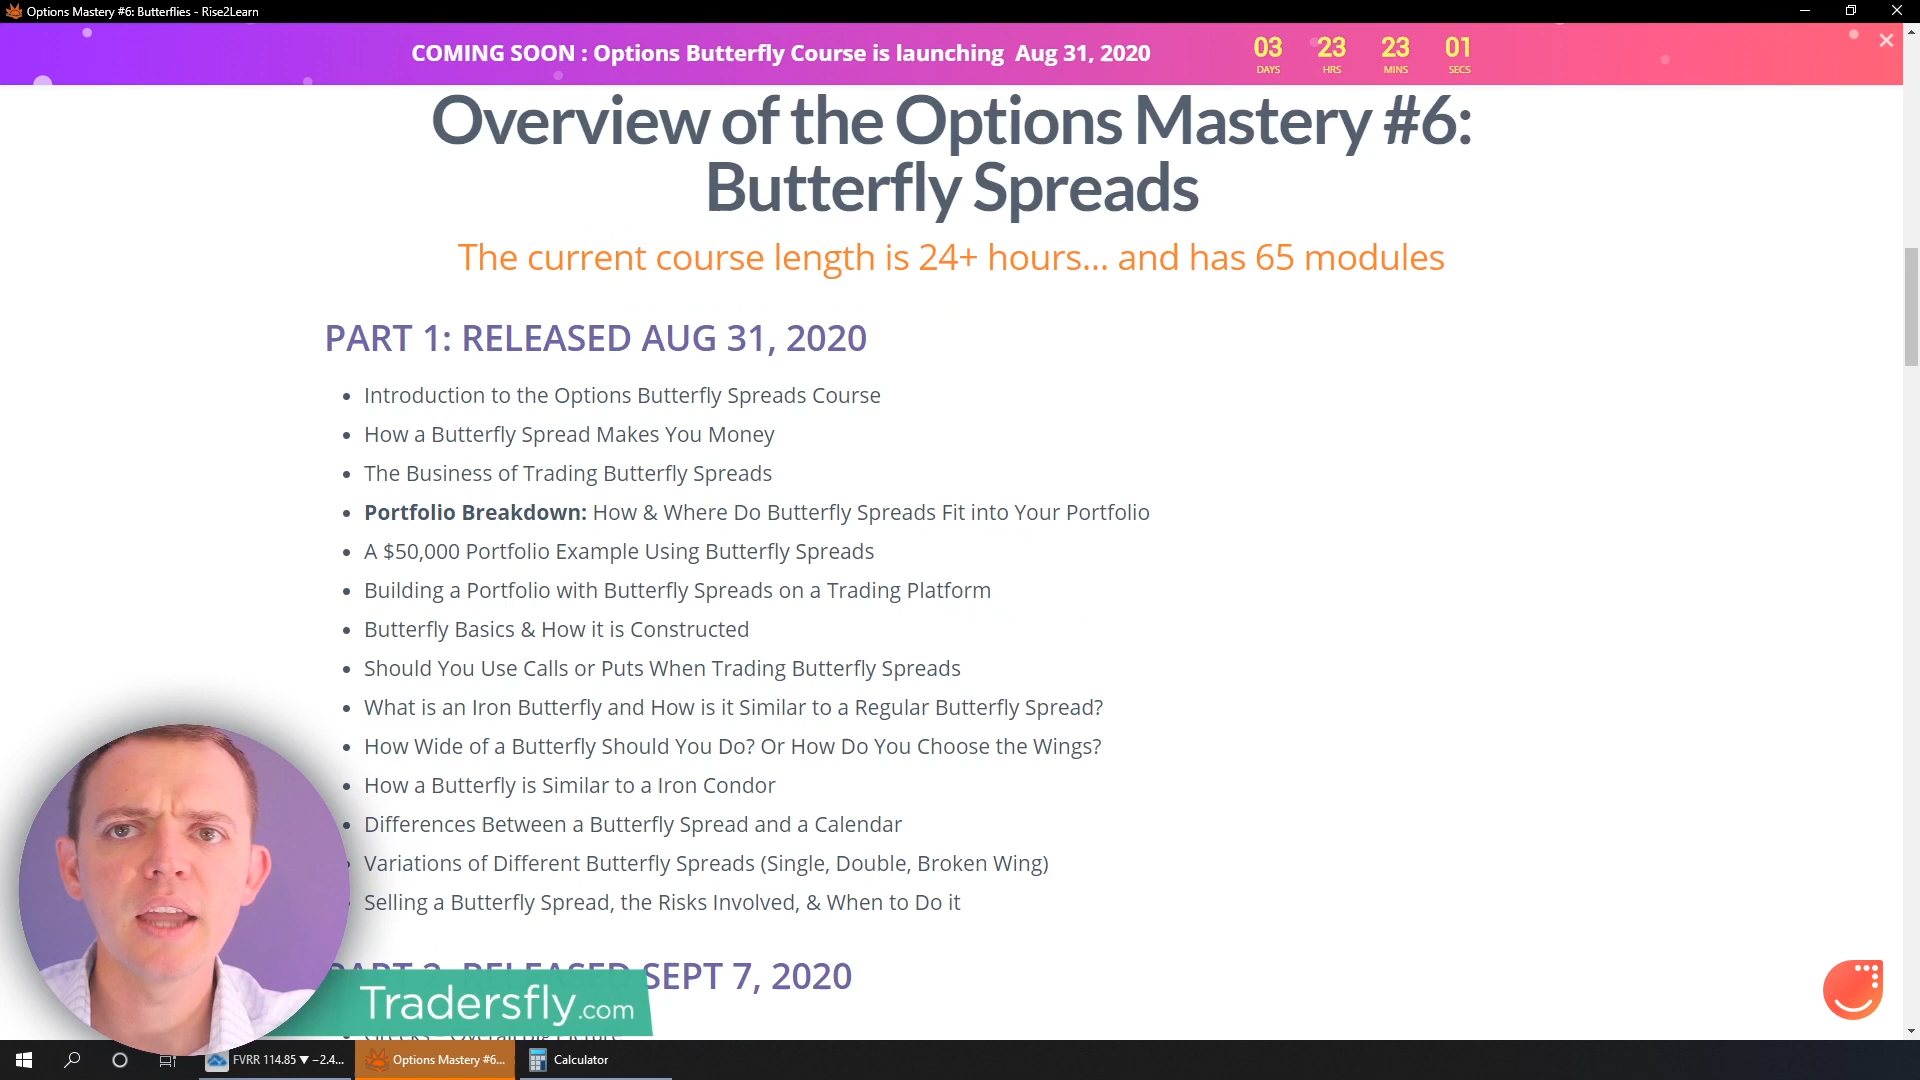 Options Mastery #6: Butterflies - Rise2Learn
COMING SOON : Options Butterfly Course is launching Aug 31, 2020
03 23 23 01
DAYS HRS MINS SECS
Overview of the Options Mastery #6:
Butterfly Spreads
The current course length is 24+ hours... and has 65 modules
PART 1: RELEASED AUG 31, 2020
Introduction to the Options Butterfly Spreads Course
How a Butterfly Spread Makes You Money
The Business of Trading Butterfly Spreads
Portfolio Breakdown: How & Where Do Butterfly Spreads Fit into Your Portfolio
A $50,000 Portfolio Example Using Butterfly Spreads
Building a Portfolio with Butterfly Spreads on a Trading Platform
Butterfly Basics & How it is Constructed
Should You Use Calls or Puts When Trading Butterfly Spreads
What is an Iron Butterfly and How is it Similar to a Regular Butterfly Spread?
How Wide of a Butterfly Should You Do? Or How Do You Choose the Wings?
How a Butterfly is Similar to a Iron Condor
Differences Between a Butterfly Spread and a Calendar
Variations of Different Butterfly Spreads (Single, Double, Broken Wing)
Selling a Butterfly Spread, the Risks Involved, & When to Do it
PART 2: RELEASED SEPT 7, 2020
Tradersfly.com
FVRR 114.85 ▼ −2.4...
Options Mastery #6...
Calculator